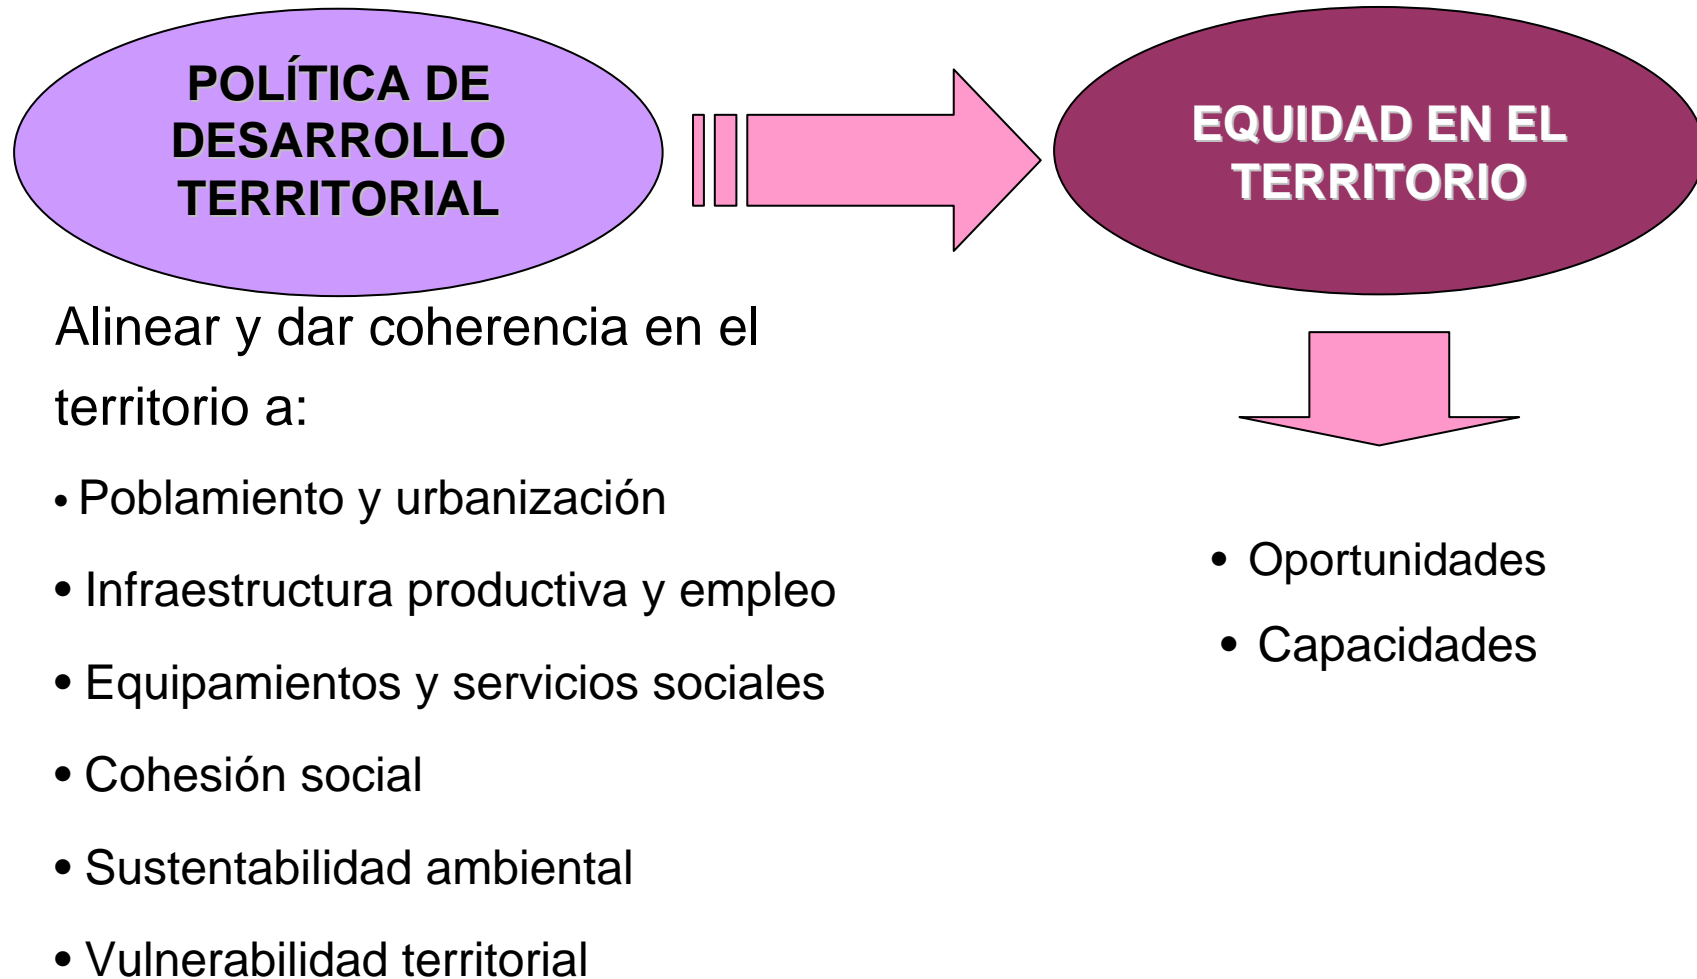 POLÍTICA DE
DESARROLLO
TERRITORIAL
EQUIDAD EN EL
TERRITORIO
Alinear y dar coherencia en el
territorio a:
• Poblamiento y urbanización
• Infraestructura productiva y empleo
• Equipamientos y servicios sociales
• Cohesión social
• Sustentabilidad ambiental
• Vulnerabilidad territorial
• Oportunidades
• Capacidades